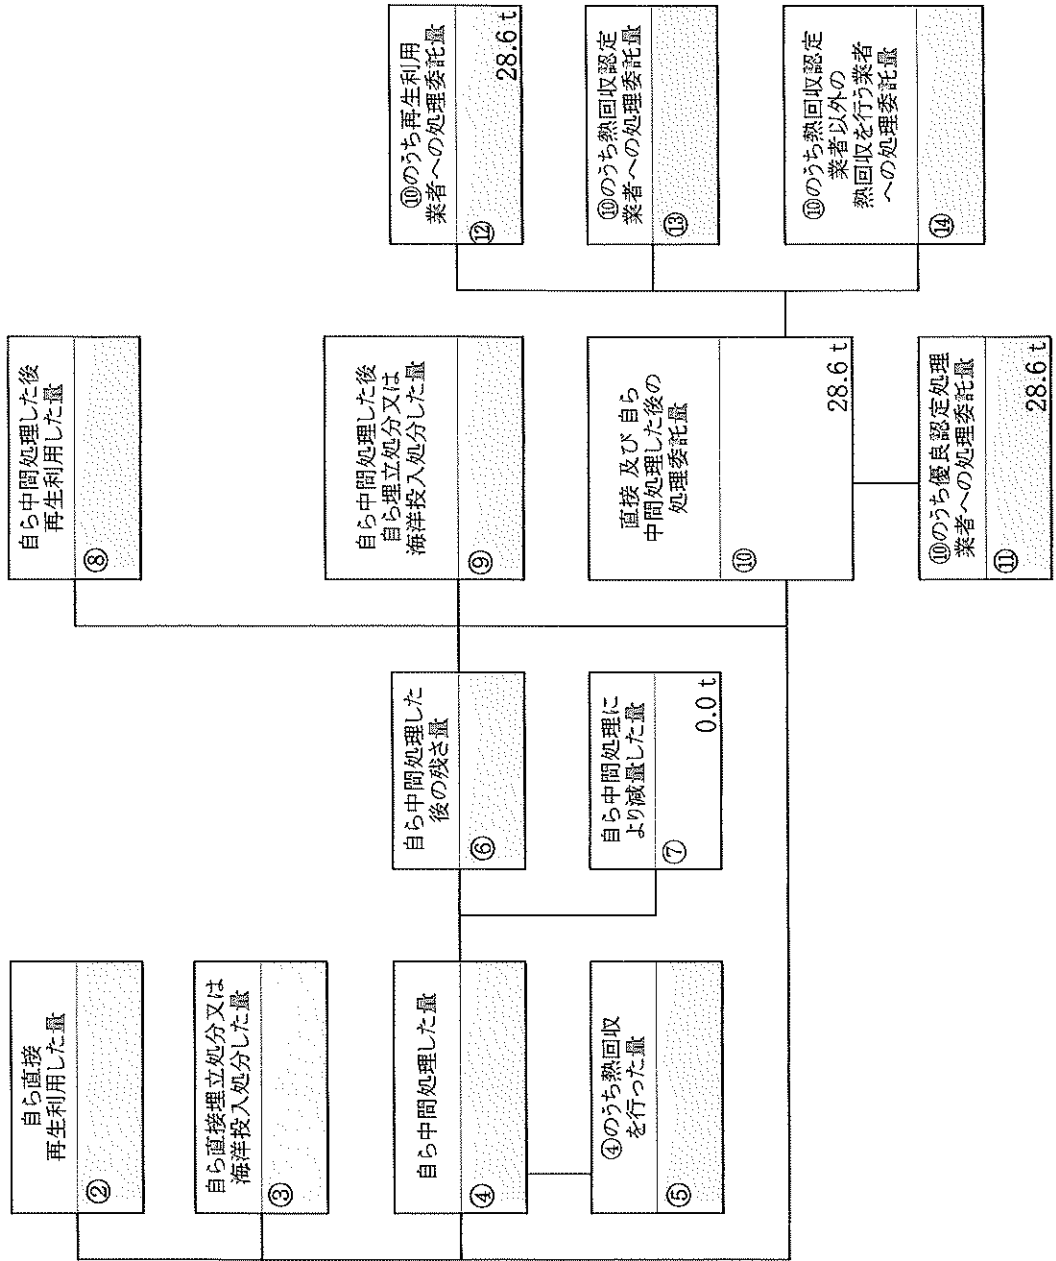 自ら直接
再生利用した量
②
自ら直接埋立処分又は
海洋投入処分した量
③
自ら中間処理した量
④
④のうち熱回収
を行った量
⑤
自ら中間処理した
後の残さ量
⑥
自ら中間処理に
より減量した量
⑦
0.0 t
自ら中間処理した後
再生利用した量
⑧
自ら中間処理した後
自ら埋立処分又は
海洋投入処分した量
⑨
直接 及び 自ら
中間処理した後の
処理委託量
⑩
28.6 t
⑩のうち優良認定処理
業者への処理委託量
⑪
28.6 t
⑩のうち再生利用
業者への処理委託量
⑫
28.6 t
⑩のうち熱回収認定
業者への処理委託量
⑬
⑩のうち熱回収認定
業者以外の
熱回収を行う業者
への処理委託量
⑭